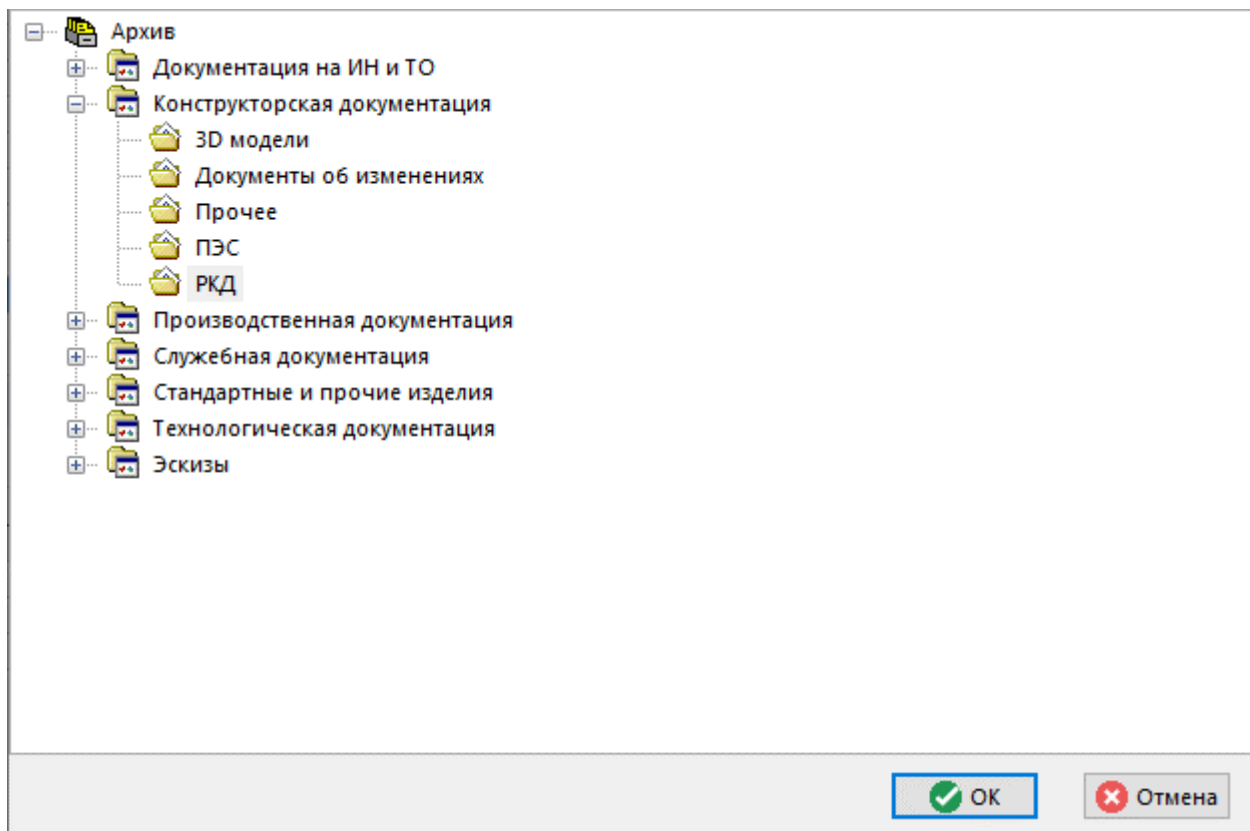 Архив
Документация на ИН и ТО
Конструкторская документация
3D модели
Документы об изменениях
Прочее
ПЭС
РКД
Производственная документация
Служебная документация
Стандартные и прочие изделия
Технологическая документация
Эскизы
ОК Отмена